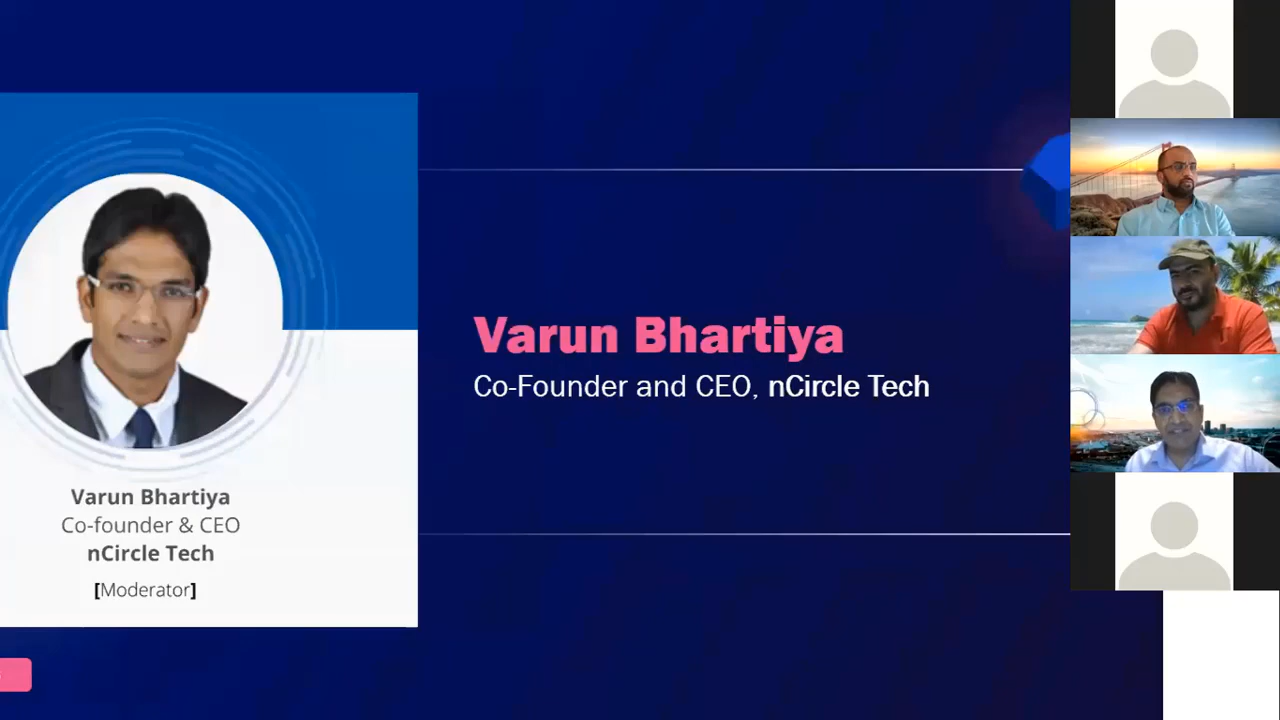 Varun Bhartiya
Co-founder & CEO
nCircle Tech
[Moderator]
Varun Bhartiya
Co-Founder and CEO, nCircle Tech